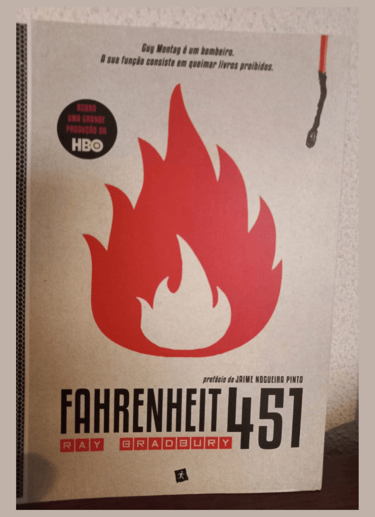 Guy Montag é um bombeiro.
A sua função consiste em queimar livros proibidos.
AGORA
UMA GRANDE
PRODUÇÃO DA
HBO
prefácio de JAIME NOGUEIRA PINTO
FAHRENHEIT 451
RAY BRADBURY